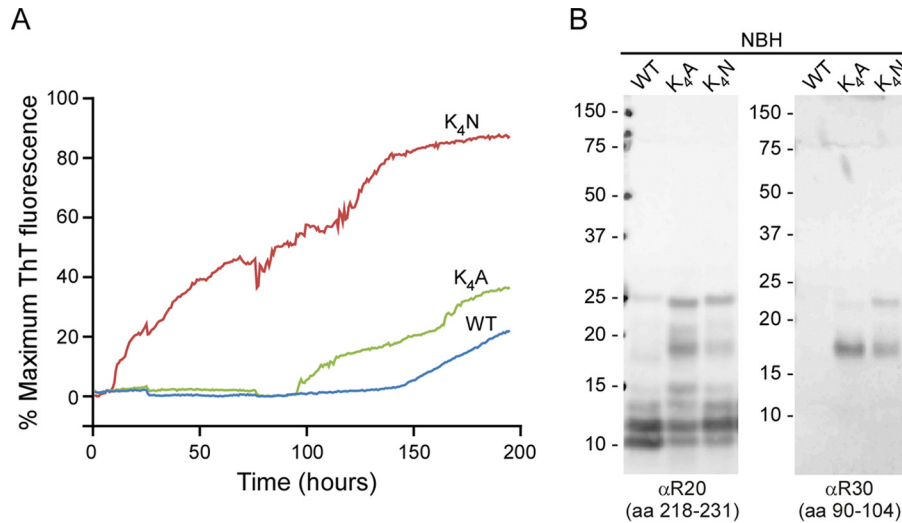 A
% Maximum ThT fluorescence
100
80
60
40
20
0
0 50 100 150 200
Time (hours)
K₄N
K₄A
WT
B
NBH
WT K₄A K₄N
150 -
75 -
50 -
37 -
25 -
20 -
15 -
10 -
αR20
(aa 218-231)
WT K₄A K₄N
150 -
75 -
50 -
37 -
25 -
20 -
15 -
10 -
αR30
(aa 90-104)